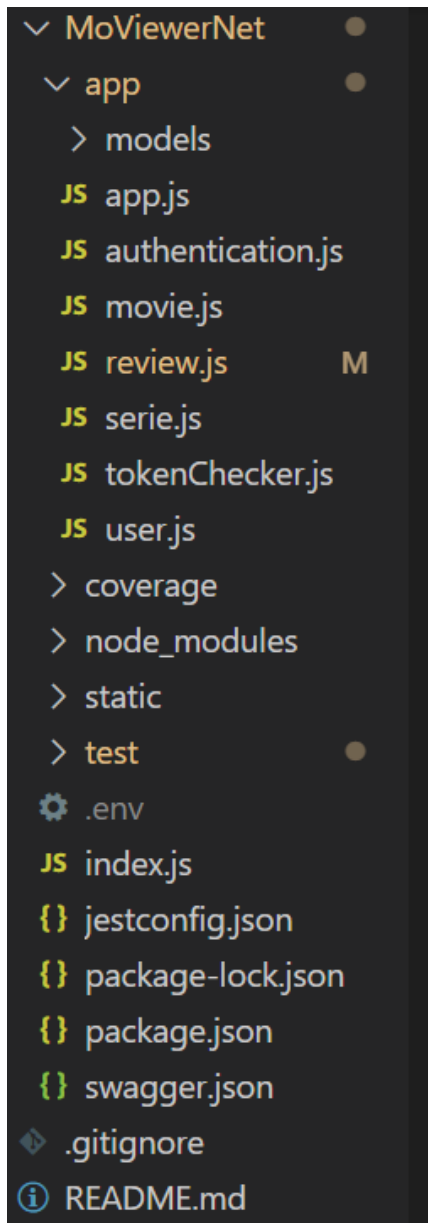 MoViewerNet
app
models
JS app.js
JS authentication.js
JS movie.js
JS review.js M
JS serie.js
JS tokenChecker.js
JS user.js
coverage
node_modules
static
test
.env
JS index.js
{} jestconfig.json
{} package-lock.json
{} package.json
{} swagger.json
.gitignore
README.md